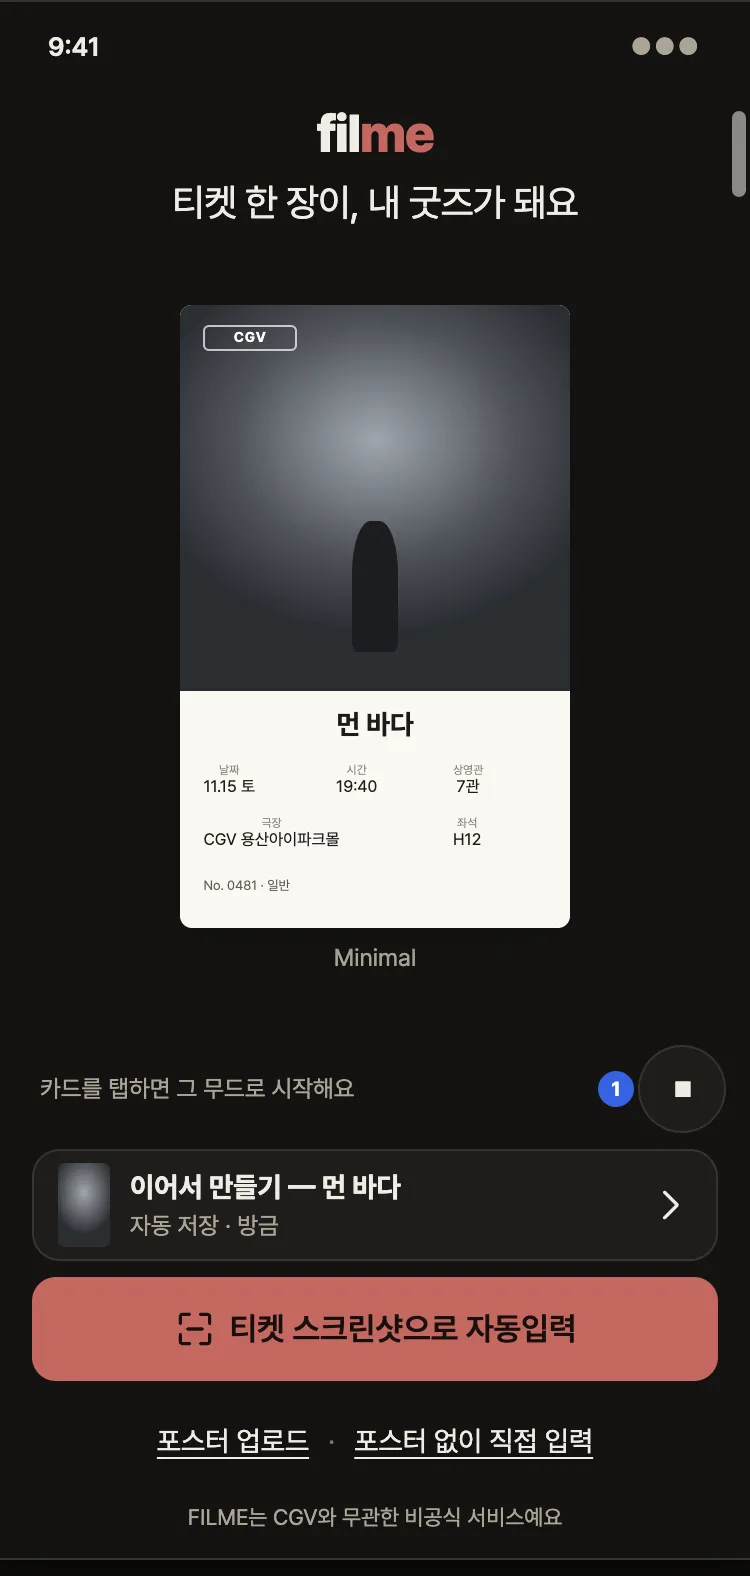 9:41
filme
티켓 한 장이, 내 굿즈가 돼요
CGV
먼 바다
날짜 시간 상영관
11.15 토 19:40 7관
극장 좌석
CGV 용산아이파크몰 H12
No. 0481 · 일반
Minimal
카드를 탭하면 그 무드로 시작해요 1
이어서 만들기 — 먼 바다
자동 저장 · 방금
티켓 스크린샷으로 자동입력
포스터 업로드 · 포스터 없이 직접 입력
FILME는 CGV와 무관한 비공식 서비스예요